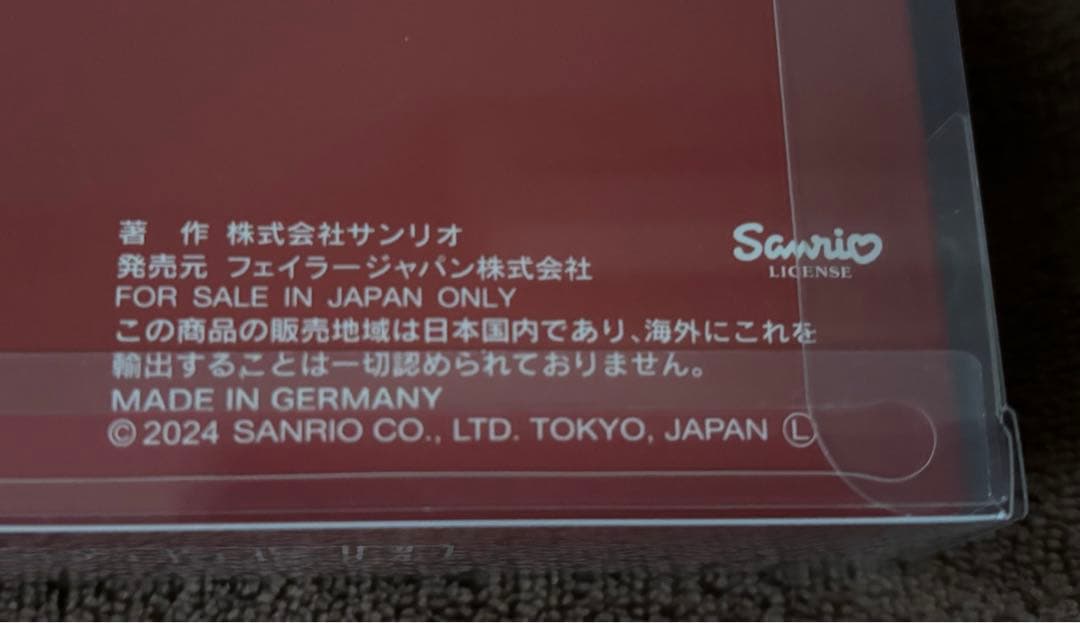 著　作 株式会社サンリオ
発売元 フェイラージャパン株式会社
FOR SALE IN JAPAN ONLY
この商品の販売地域は日本国内であり、海外にこれを
輸出することは一切認められておりません。
MADE IN GERMANY
© 2024 SANRIO CO., LTD. TOKYO, JAPAN Ⓛ
Sanrio
LICENSE